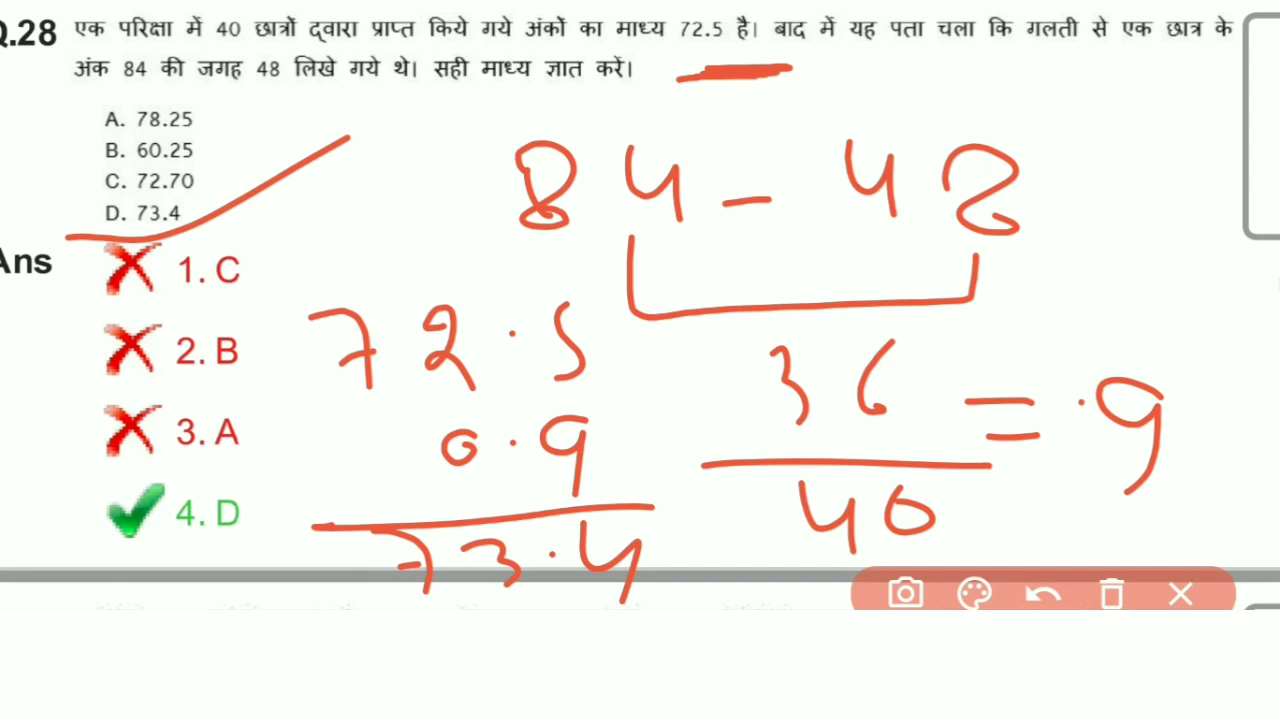 Q.28 एक परिक्षा में 40 छात्रों द्वारा प्राप्त किये गये अंकों का माध्य 72.5 है। बाद में यह पता चला कि गलती से एक छात्र के
अंक 84 की जगह 48 लिखे गये थे। सही माध्य ज्ञात करें।
A. 78.25
B. 60.25
C. 72.70
D. 73.4
84 - 48
Ans
1. C
2. B
3. A
4. D
72.5
0.9
73.4
36
40
= .9